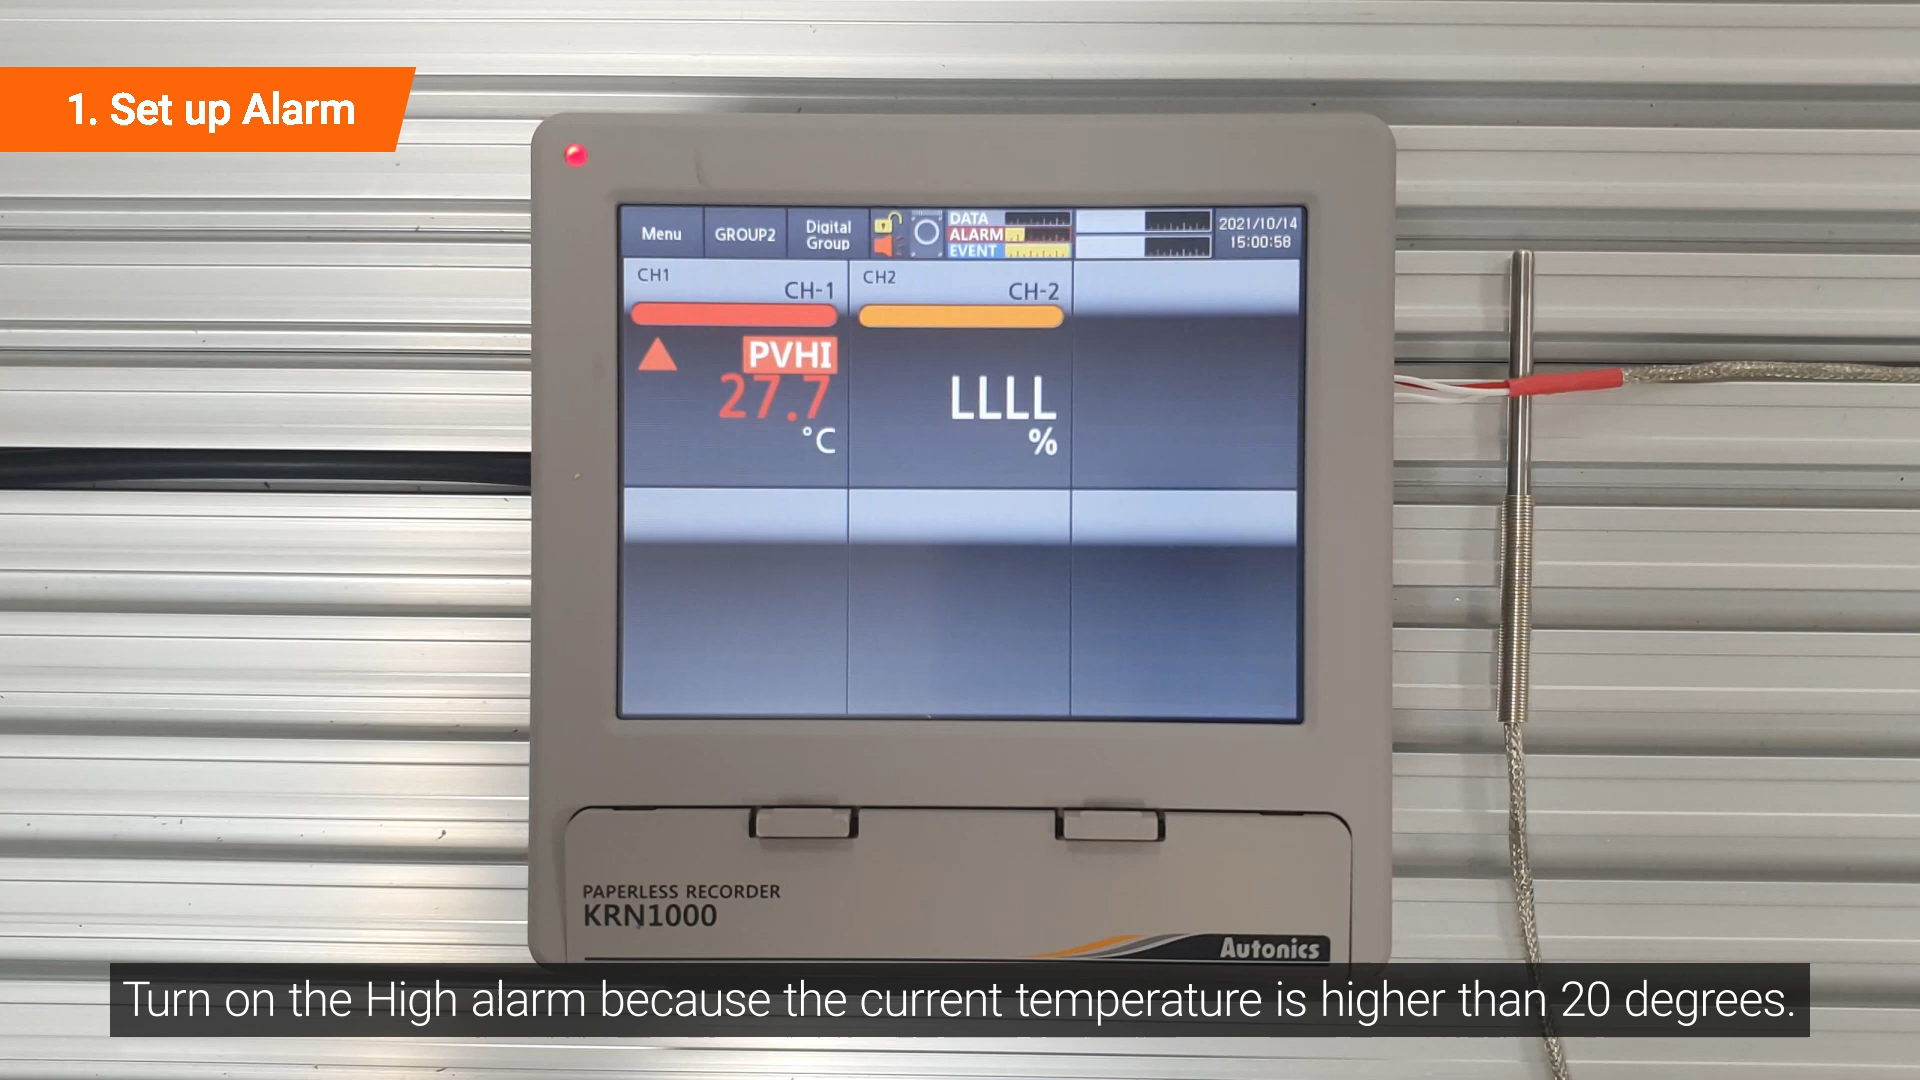 1. Set up Alarm
Menu
GROUP2
Digital
Group
DATA
ALARM
EVENT
2021/10/14
15:00:58
CH1
CH-1
PVHI
27.7
°C
CH2
CH-2
LLLL
%
PAPERLESS RECORDER
KRN1000
Autonics
Turn on the High alarm because the current temperature is higher than 20 degrees.